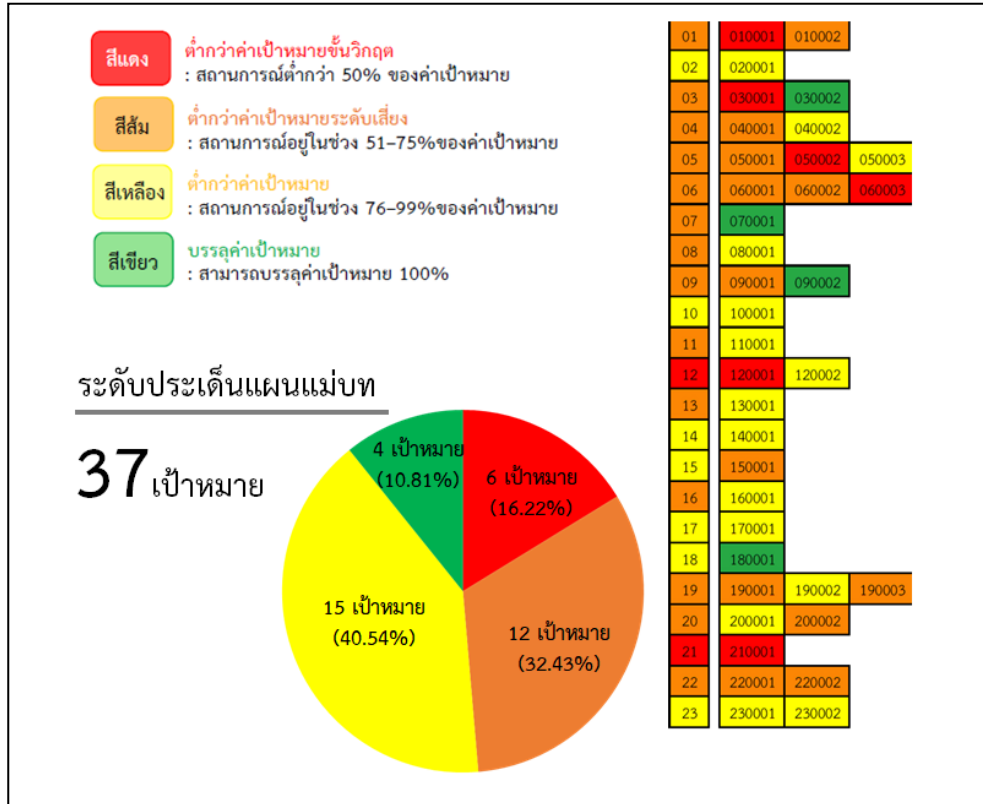 สีแดง
ต่ำกว่าค่าเป้าหมายขั้นวิกฤต
: สถานการณ์ต่ำกว่า 50% ของค่าเป้าหมาย
สีส้ม
ต่ำกว่าค่าเป้าหมายระดับเสี่ยง
: สถานการณ์อยู่ในช่วง 51–75%ของค่าเป้าหมาย
สีเหลือง
ต่ำกว่าค่าเป้าหมาย
: สถานการณ์อยู่ในช่วง 76–99%ของค่าเป้าหมาย
สีเขียว
บรรลุค่าเป้าหมาย
: สามารถบรรลุค่าเป้าหมาย 100%
ระดับประเด็นแผนแม่บท
37 เป้าหมาย
4 เป้าหมาย
(10.81%)
6 เป้าหมาย
(16.22%)
15 เป้าหมาย
(40.54%)
12 เป้าหมาย
(32.43%)
01 010001 010002
02 020001
03 030001 030002
04 040001 040002
05 050001 050002 050003
06 060001 060002 060003
07 070001
08 080001
09 090001 090002
10 100001
11 110001
12 120001 120002
13 130001
14 140001
15 150001
16 160001
17 170001
18 180001
19 190001 190002 190003
20 200001 200002
21 210001
22 220001 220002
23 230001 230002